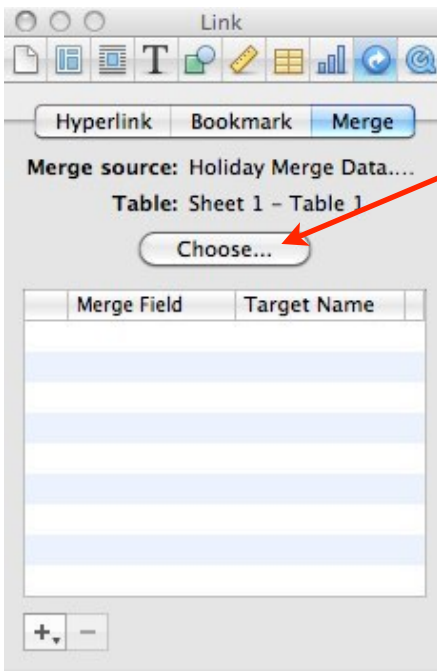 Link
T
Hyperlink Bookmark Merge
Merge source: Holiday Merge Data....
Table: Sheet 1 – Table 1
Choose...
Merge Field Target Name